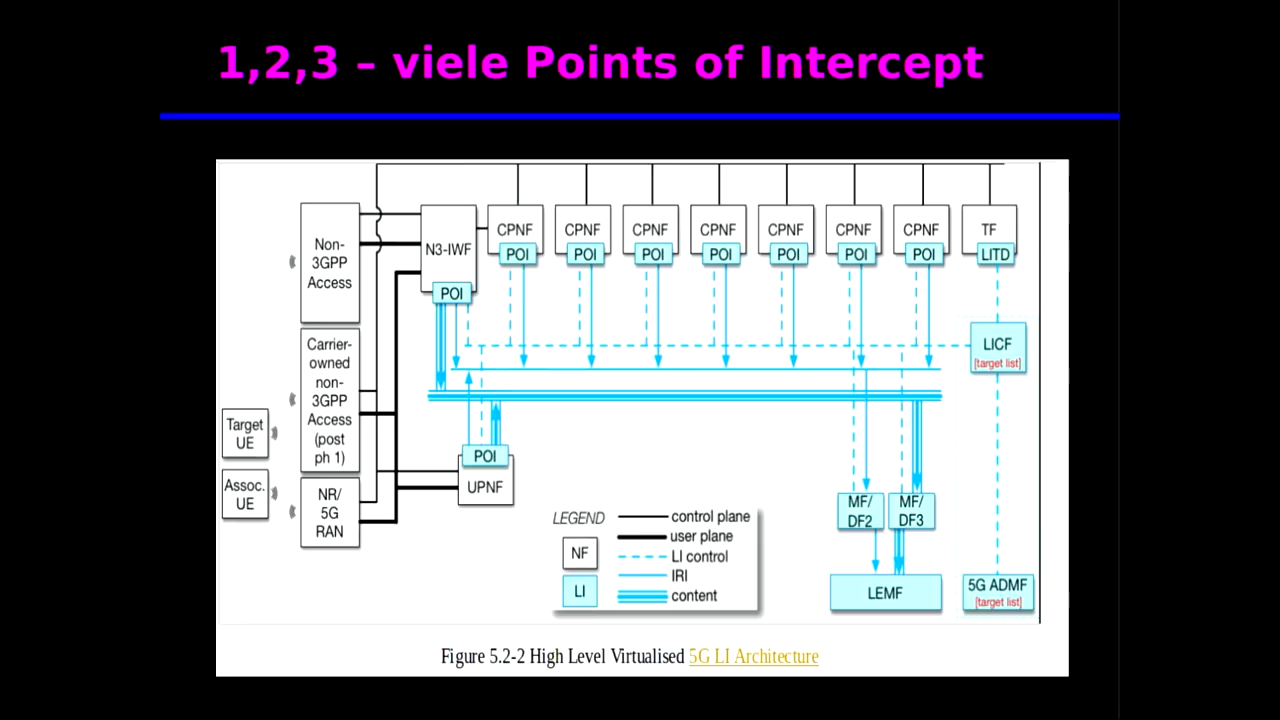 1,2,3 – viele Points of Intercept
Non-
3GPP
Access
N3-IWF
POI
CPNF
POI
CPNF
POI
CPNF
POI
CPNF
POI
CPNF
POI
CPNF
POI
CPNF
POI
TF
LITD
LICF
[target list]
Carrier-
owned
non-
3GPP
Access
(post
ph 1)
Target
UE
Assoc.
UE
NR/
5G
RAN
POI
UPNF
LEGEND
control plane
user plane
NF
LI control
IRI
LI
content
MF/
DF2
MF/
DF3
LEMF
5G ADMF
[target list]
Figure 5.2-2 High Level Virtualised 5G LI Architecture